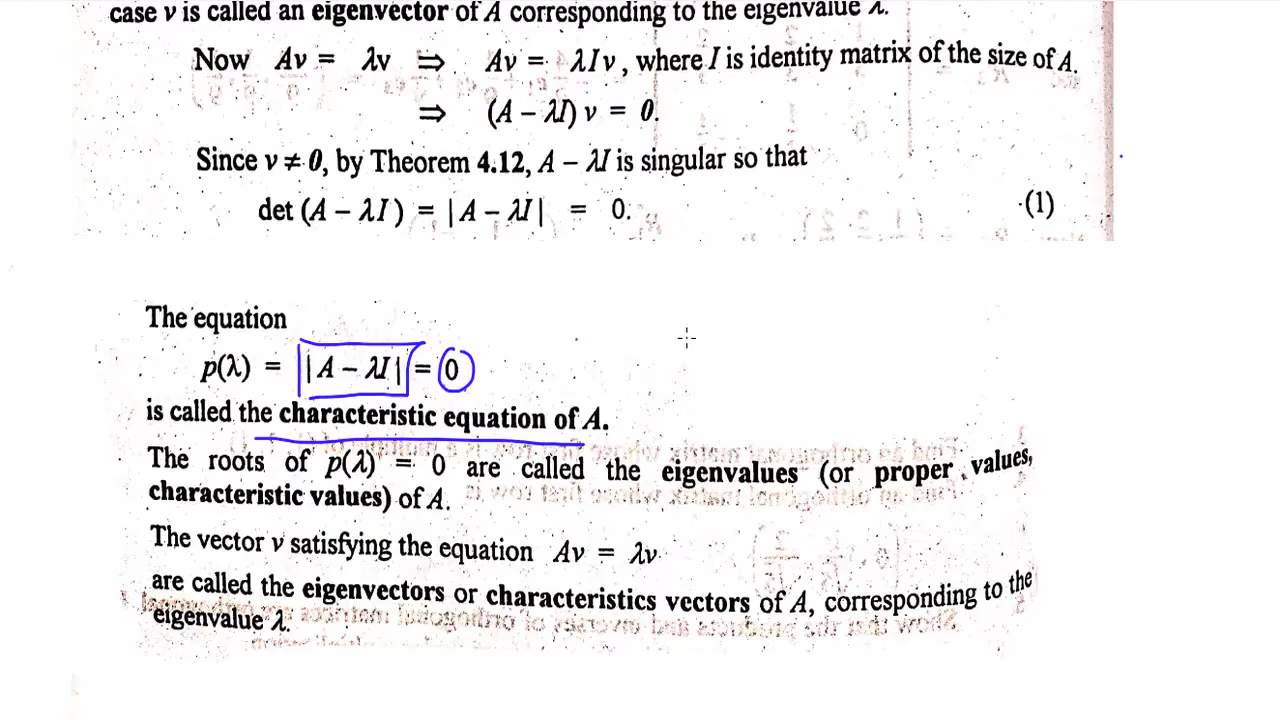 case v is called an eigenvector of A corresponding to the eigenvalue λ.
Now Av = λv ⇒ Av = λIv, where I is identity matrix of the size of A.
⇒ (A – λI) v = 0.
Since v ≠ 0, by Theorem 4.12, A – λI is singular so that
det (A – λI) = |A – λI| = 0. (1)
The equation
p(λ) = |A – λI| = 0
is called the characteristic equation of A.
The roots of p(λ) = 0 are called the eigenvalues (or proper values,
characteristic values) of A.
The vector v satisfying the equation Av = λv
are called the eigenvectors or characteristics vectors of A, corresponding to the
eigenvalue λ.